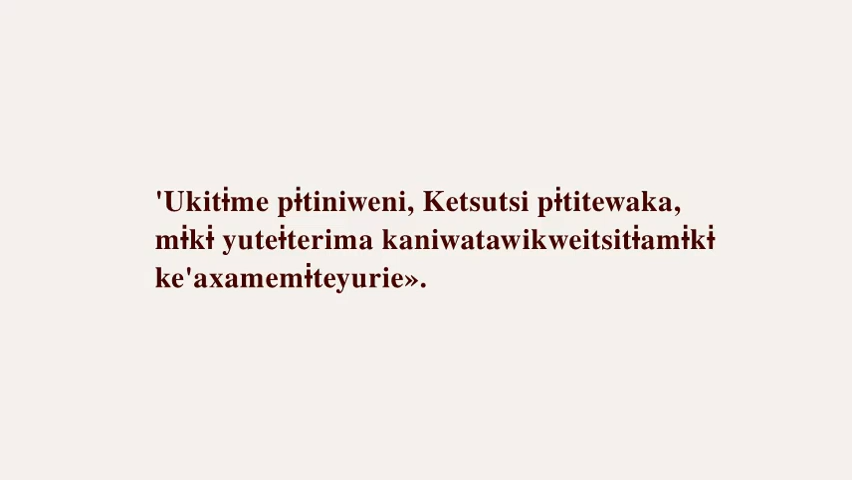 'Ukitɨme pɨtiniweni, Ketsutsi pɨtitewaka,
mɨkɨ yuteɨterima kaniwatawikweitsitɨamɨkɨ
ke'axamemɨteyurie».